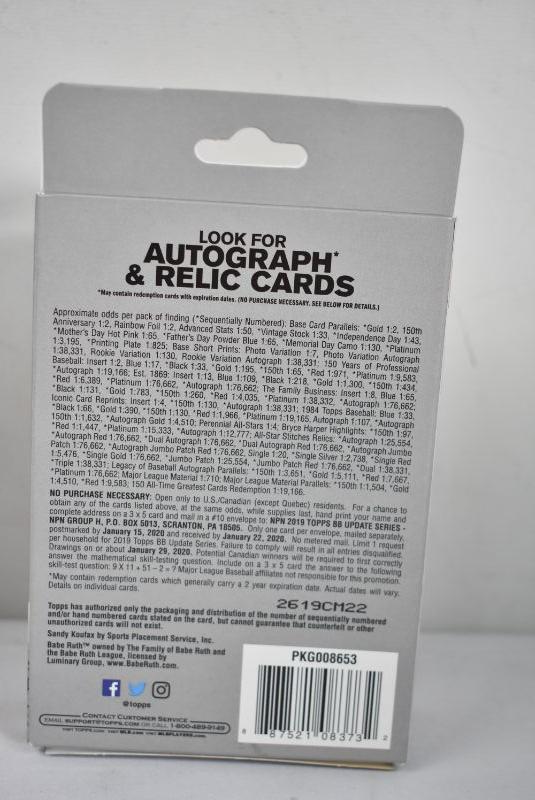 LOOK FOR
AUTOGRAPH*
& RELIC CARDS
*May contain redemption cards with expiration dates. (NO PURCHASE NECESSARY. SEE BELOW FOR DETAILS.)
Approximate odds per pack of finding (*Sequentially Numbered): Base Card Parallels: *Gold 1:2, 150th
Anniversary 1:2, Rainbow Foil 1:2, Advanced Stats 1:50, *Vintage Stock 1:33, *Independence Day 1:43,
*Mother's Day Hot Pink 1:65. *Father's Day Powder Blue 1:65, *Memorial Day Camo 1:130, *Platinum
1:3,195, *Printing Plate 1:825; Base Short Prints: Photo Variation 1:7, Photo Variation Autograph
1:38,331, Rookie Variation 1:130, Rookie Variation Autograph 1:38,331; 150 Years of Professional
Baseball: Insert 1:2, Blue 1:17, *Black 1:33, *Gold 1:195, *150th 1:65, *Red 1:971, *Platinum 1:9,583,
*Autograph 1:19,166; Est. 1869: Insert 1:13, Blue 1:109, *Black 1:218, *Gold 1:1,300, *150th 1:434,
*Red 1:6,389, *Platinum 1:76,662, *Autograph 1:76,662; The Family Business: Insert 1:8, Blue 1:65,
*Black 1:131, *Gold 1:783, *150th 1:260, *Red 1:4,035, *Platinum 1:38,332, *Autograph 1:76,662;
Iconic Card Reprints: Insert 1:4, *150th 1:130, *Autograph 1:38,331; 1984 Topps Baseball: Blue 1:33,
*Black 1:66, *Gold 1:390, *150th 1:130, *Red 1:1,966, *Platinum 1:19,165, Autograph 1:107, *Autograph
150th 1:1,632, *Autograph Gold 1:4,510; Perennial All-Stars 1:4; Bryce Harper Highlights: *150th 1:97,
*Red 1:1,447, *Platinum 1:15,333, *Autograph 1:12,777; All-Star Stitches Relics: *Autograph 1:25,554,
*Autograph Red 1:76,662, *Dual Autograph 1:76,662, *Dual Autograph Red 1:76,662, *Autograph Jumbo
Patch 1:76,662, *Autograph Jumbo Patch Red 1:76,662, Single 1:20, *Single Silver 1:2,738, *Single Red
1:5,476, *Single Gold 1:76,662, *Jumbo Patch 1:25,554, *Jumbo Patch Red 1:76,662, *Dual 1:38,331,
*Triple 1:38,331; Legacy of Baseball Autograph Parallels: *150th 1:3,651, *Gold 1:5,111, *Red 1:7,667,
*Platinum 1:76,662; Major League Material 1:710; Major League Material Parallels: *150th 1:1,504, *Gold
1:4,510, *Red 1:9,583; 150 All-Time Greatest Cards Redemption 1:19,166.
NO PURCHASE NECESSARY: Open only to U.S./Canadian (except Quebec) residents. For a chance to
obtain any of the cards listed above, at the same odds, while supplies last, hand print your name and
complete address on a 3 x 5 card and mail in a #10 envelope to: NPN 2019 TOPPS BB UPDATE SERIES -
NPN GROUP H, P.O. BOX 5013, SCRANTON, PA 18505. Only one card per envelope, mailed separately,
postmarked by January 15, 2020 and received by January 22, 2020. No metered mail. Limit 1 request
per household for 2019 Topps BB Update Series. Failure to comply will result in all entries disqualified.
Drawings on or about January 29, 2020. Potential Canadian winners will be required to first correctly
answer the mathematical skill-testing question. Include on a 3 x 5 card the answer to the following
skill-test question: 9 X 11 + 51 – 2 = ? Major League Baseball affiliates not responsible for this promotion.
*May contain redemption cards which generally carry a 2 year expiration date. Actual dates will vary.
Details on individual cards.
2619CM22
Topps has authorized only the packaging and distribution of the number of sequentially numbered
and/or hand numbered cards stated on the card, but cannot guarantee that counterfeit or other
unauthorized cards will not exist.
Sandy Koufax by Sports Placement Service, Inc.
Babe Ruth™ owned by The Family of Babe Ruth and
the Babe Ruth League, licensed by
Luminary Group, www.BabeRuth.com.
@topps
CONTACT CUSTOMER SERVICE
EMAIL SUPPORT@TOPPS.COM OR CALL 1-800-489-9149
VISIT TOPPS.COM VISIT MLB.COM VISIT MLBPLAYERS.COM
PKG008653
8 87521 08373 2